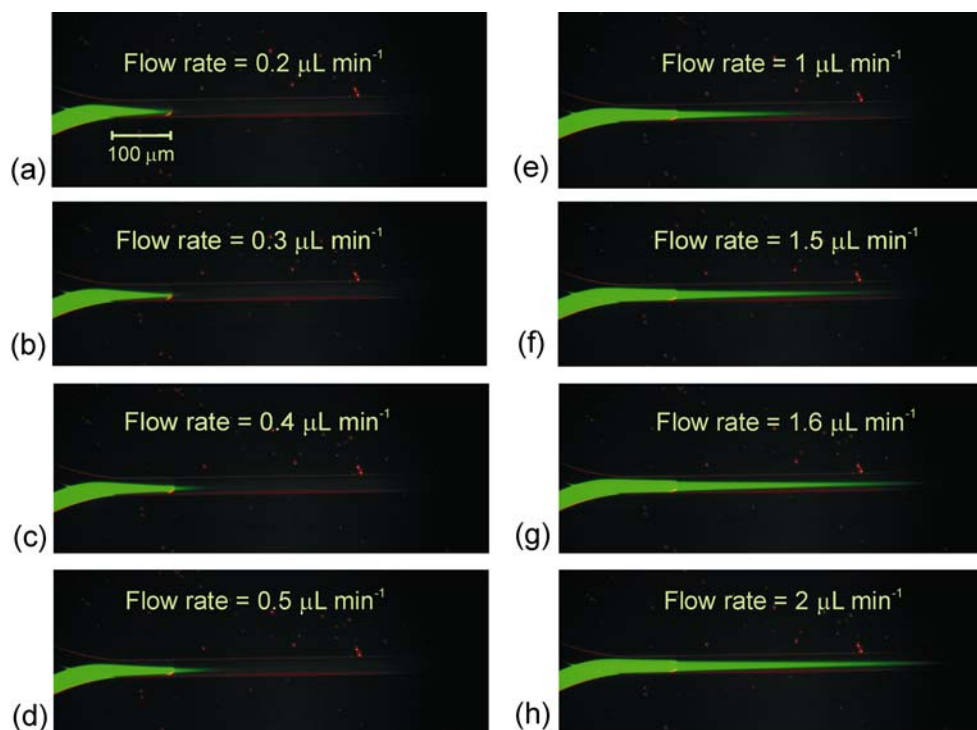 Flow rate = 0.2 μL min⁻¹
100 μm
(a)
Flow rate = 0.3 μL min⁻¹
(b)
Flow rate = 0.4 μL min⁻¹
(c)
Flow rate = 0.5 μL min⁻¹
(d)
Flow rate = 1 μL min⁻¹
(e)
Flow rate = 1.5 μL min⁻¹
(f)
Flow rate = 1.6 μL min⁻¹
(g)
Flow rate = 2 μL min⁻¹
(h)